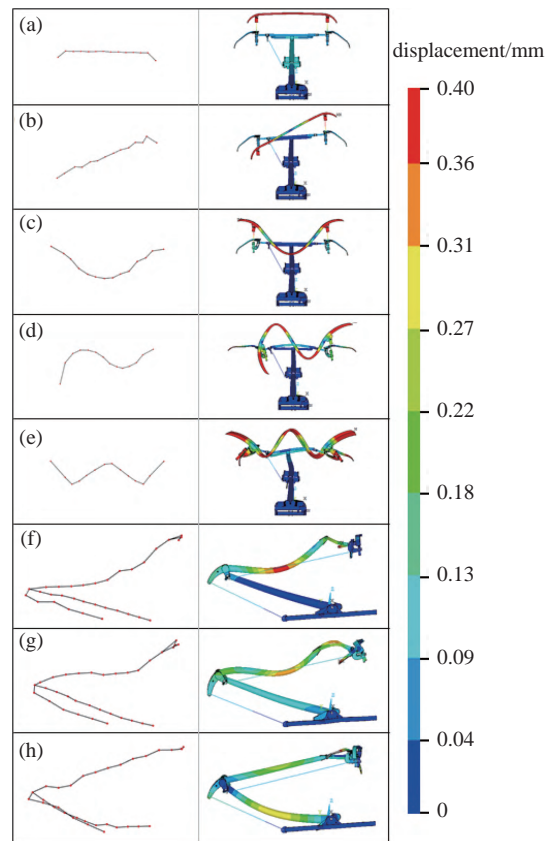 (a)
displacement/mm
0.40
(b)
0.36
0.31
(c)
0.27
(d)
0.22
0.18
(e)
0.13
(f)
0.09
(g)
0.04
(h)
0